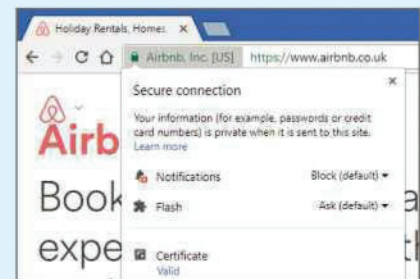 Holiday Rentals, Homes
Airbnb, Inc. [US] https://www.airbnb.co.uk
Secure connection
Your information (for example, passwords or credit
card numbers) is private when it is sent to this site.
Learn more
Airb
Notifications Block (default)
Book
Flash Ask (default)
expe
Certificate
Valid